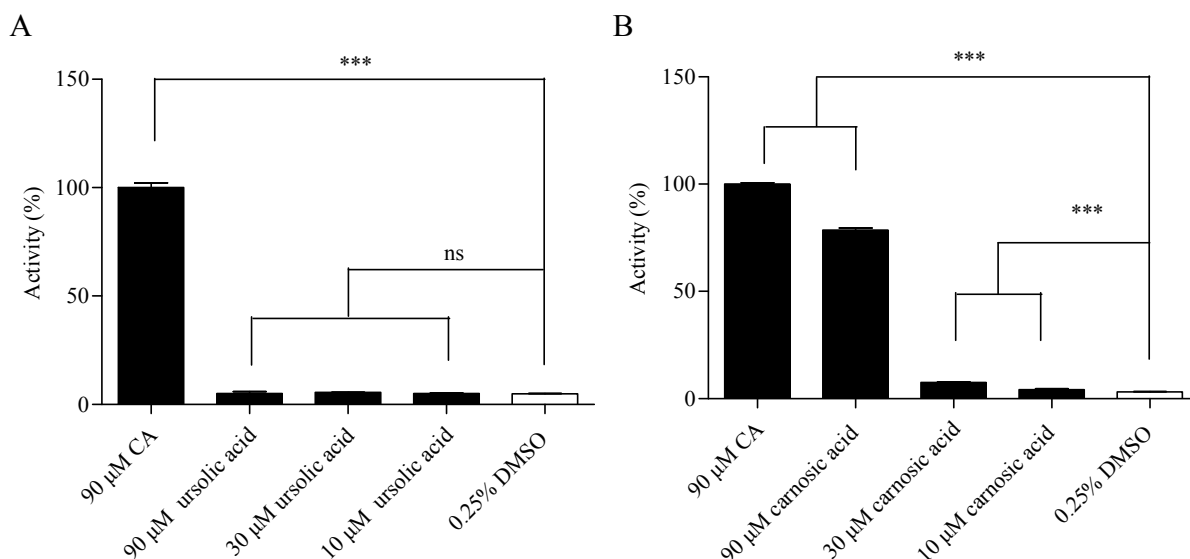 A
***
150
100
50
0
Activity (%)
ns
90 µM CA
90 µM ursolic acid
30 µM ursolic acid
10 µM ursolic acid
0.25% DMSO
B
***
150
100
50
0
Activity (%)
***
90 µM CA
90 µM carnosic acid
30 µM carnosic acid
10 µM carnosic acid
0.25% DMSO